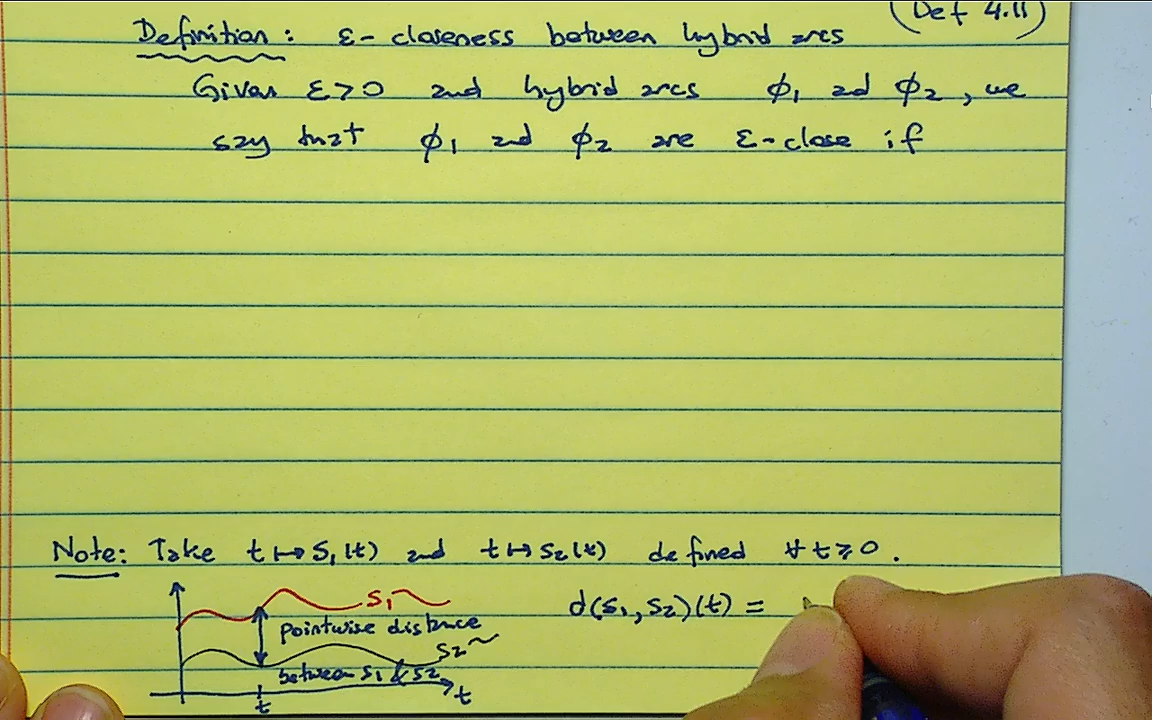 (Def 4.11)
Definition: ε-closeness between hybrid arcs
Given ε>0 and hybrid arcs ϕ₁ and ϕ₂, we
say that ϕ₁ and ϕ₂ are ε-close if
Note: Take t↦s₁(t) and t↦s₂(t) defined ∀t≥0.
s₁
d(s₁,s₂)(t) =
pointwise distance
s₂
between s₁ & s₂
t
t